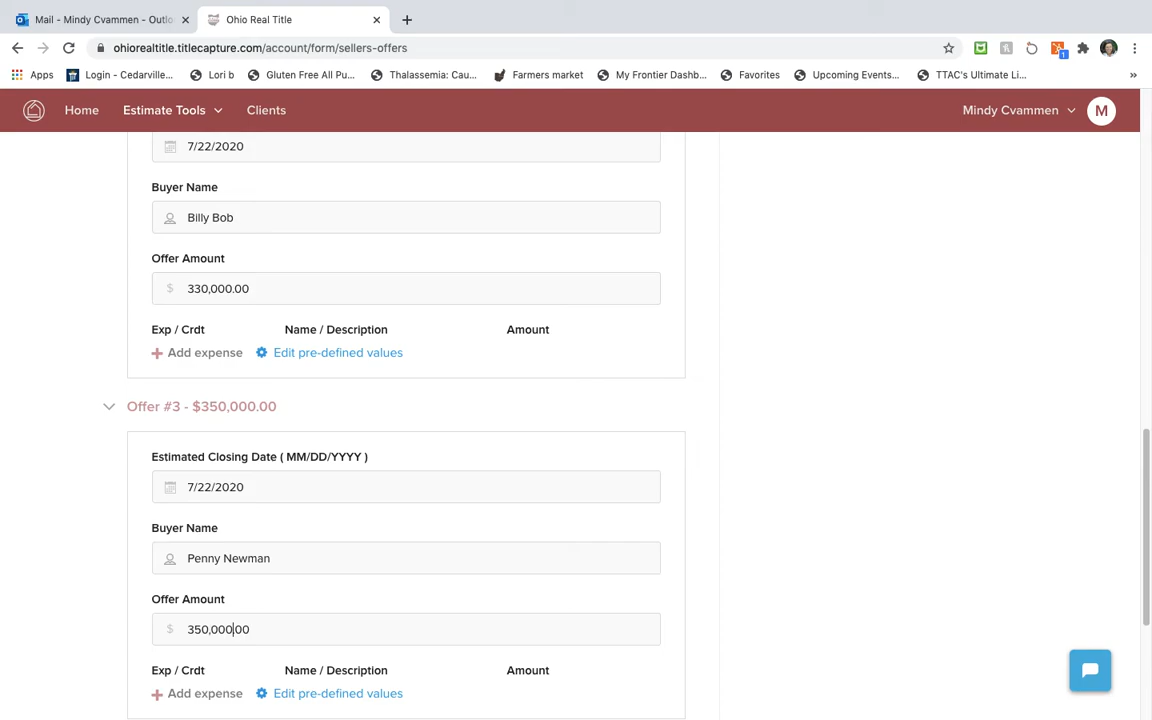 Mail - Mindy Cvammen - Outlo
Ohio Real Title
ohiorealtitle.titlecapture.com/account/form/sellers-offers
1
Apps
Login - Cedarville...
Lori b
Gluten Free All Pu...
Thalassemia: Cau...
Farmers market
My Frontier Dashb...
Favorites
Upcoming Events...
TTAC's Ultimate Li...
»
Home
Estimate Tools
Clients
Mindy Cvammen
M
7/22/2020
Buyer Name
Billy Bob
Offer Amount
$ 330,000.00
Exp / Crdt Name / Description Amount
+ Add expense Edit pre-defined values
Offer #3 - $350,000.00
Estimated Closing Date ( MM/DD/YYYY )
7/22/2020
Buyer Name
Penny Newman
Offer Amount
$ 350,000.00
Exp / Crdt Name / Description Amount
+ Add expense Edit pre-defined values